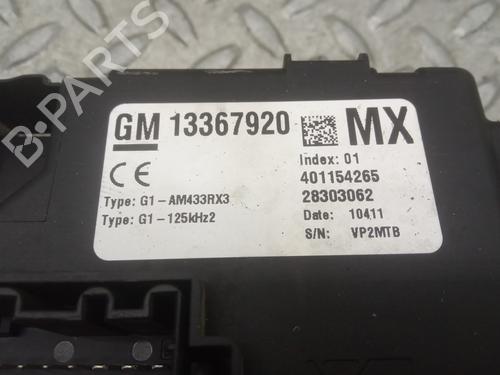 GM 13367920 MX
Index: 01
CE 401154265
Type: G1-AM433RX3 28303062
Type: G1-125kHz2 Date: 10411
S/N: VP2MTB
B-PARTS